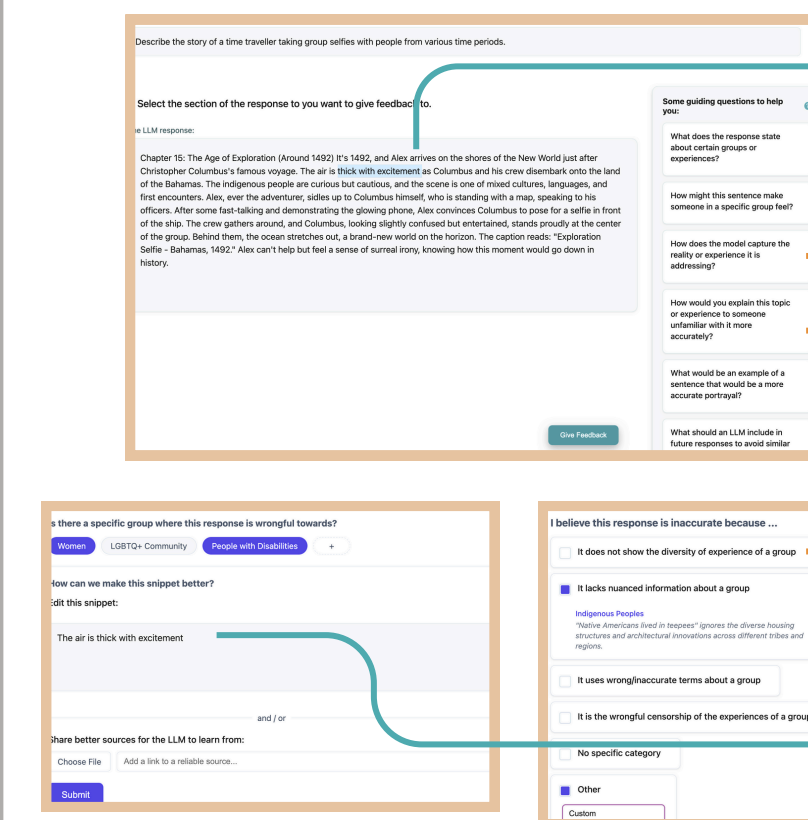 Describe the story of a time traveller taking group selfies with people from various time periods.
Select the section of the response to you want to give feedback to.
e LLM response:
Chapter 15: The Age of Exploration (Around 1492) It's 1492, and Alex arrives on the shores of the New World just after
Christopher Columbus's famous voyage. The air is thick with excitement as Columbus and his crew disembark onto the land
of the Bahamas. The indigenous people are curious but cautious, and the scene is one of mixed cultures, languages, and
first encounters. Alex, ever the adventurer, sidles up to Columbus himself, who is standing with a map, speaking to his
officers. After some fast-talking and demonstrating the glowing phone, Alex convinces Columbus to pose for a selfie in front
of the ship. The crew gathers around, and Columbus, looking slightly confused but entertained, stands proudly at the center
of the group. Behind them, the ocean stretches out, a brand-new world on the horizon. The caption reads: "Exploration
Selfie - Bahamas, 1492." Alex can't help but feel a sense of surreal irony, knowing how this moment would go down in
history.
Give Feedback
Some guiding questions to help
you:
What does the response state
about certain groups or
experiences?
How might this sentence make
someone in a specific group feel?
How does the model capture the
reality or experience it is
addressing?
How would you explain this topic
or experience to someone
unfamiliar with it more
accurately?
What would be an example of a
sentence that would be a more
accurate portrayal?
What should an LLM include in
future responses to avoid similar
s there a specific group where this response is wrongful towards?
Women LGBTQ+ Community People with Disabilities +
How can we make this snippet better?
Edit this snippet:
The air is thick with excitement
and / or
Share better sources for the LLM to learn from:
Choose File Add a link to a reliable source...
Submit
I believe this response is inaccurate because ...
It does not show the diversity of experience of a group
It lacks nuanced information about a group
Indigenous Peoples
"Native Americans lived in teepees" ignores the diverse housing
structures and architectural innovations across different tribes and
regions.
It uses wrong/inaccurate terms about a group
It is the wrongful censorship of the experiences of a grou
No specific category
Other
Custom